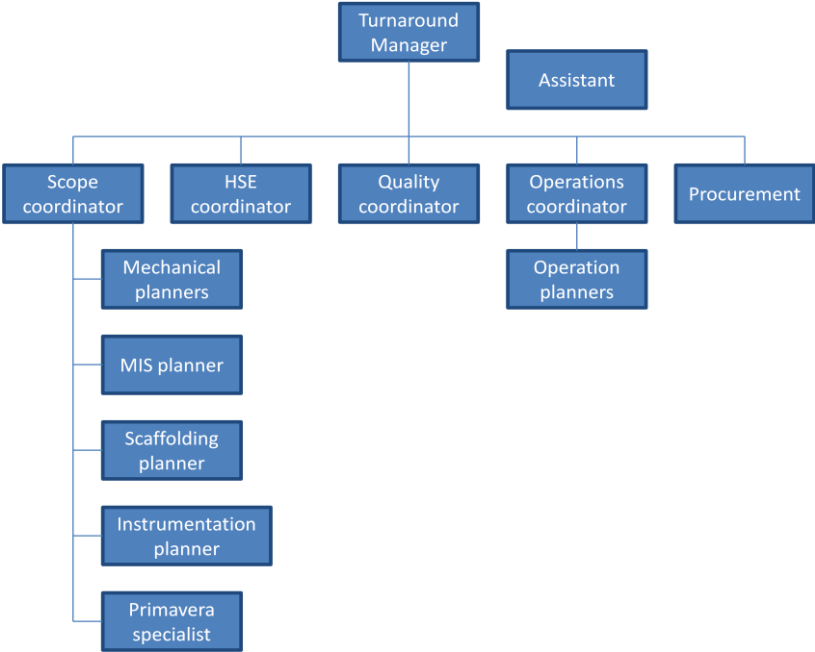 Turnaround
Manager
Assistant
Scope
coordinator
HSE
coordinator
Quality
coordinator
Operations
coordinator
Procurement
Mechanical
planners
Operation
planners
MIS planner
Scaffolding
planner
Instrumentation
planner
Primavera
specialist